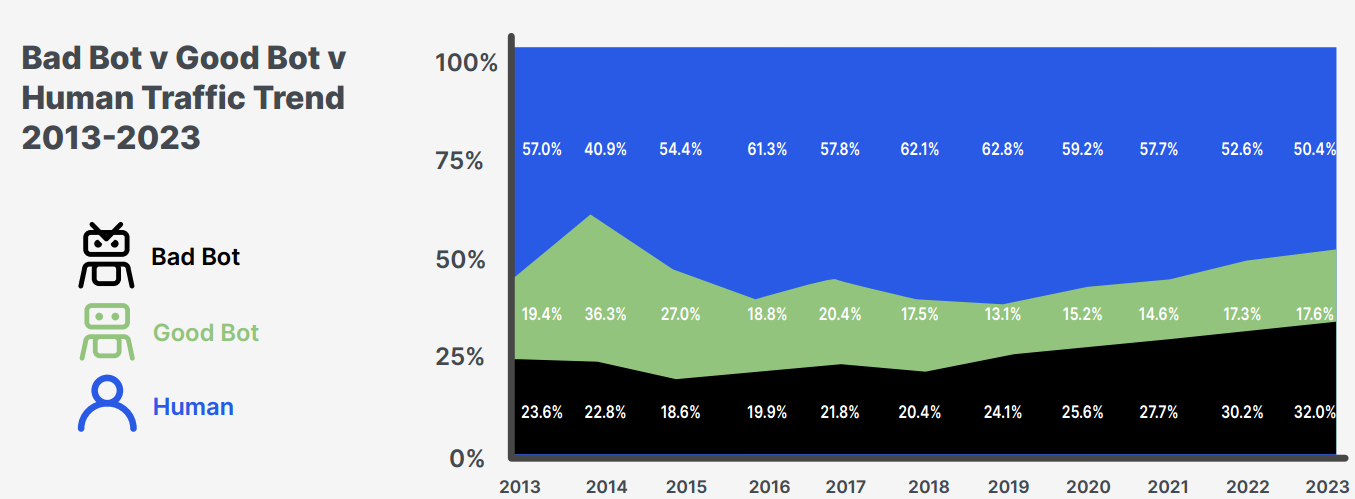 Bad Bot v Good Bot v
Human Traffic Trend
2013-2023
Bad Bot
Good Bot
Human
100%
75%
50%
25%
0%
57.0% 40.9% 54.4% 61.3% 57.8% 62.1% 62.8% 59.2% 57.7% 52.6% 50.4%
19.4% 36.3% 27.0% 18.8% 20.4% 17.5% 13.1% 15.2% 14.6% 17.3% 17.6%
23.6% 22.8% 18.6% 19.9% 21.8% 20.4% 24.1% 25.6% 27.7% 30.2% 32.0%
2013 2014 2015 2016 2017 2018 2019 2020 2021 2022 2023